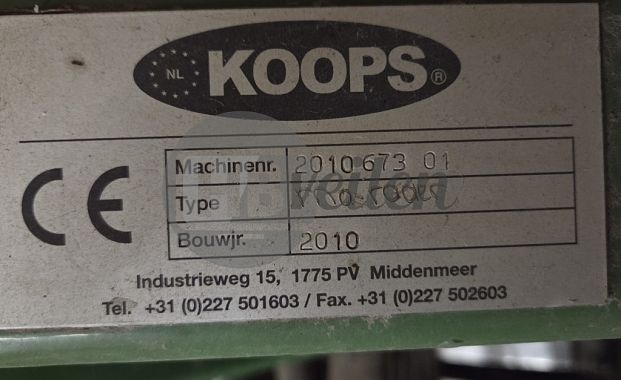 NL KOOPS ®
Machinenr. 2010 673 01
Type
Bouwjr. 2010
CE
Industrieweg 15, 1775 PV Middenmeer
Tel. +31 (0)227 501603 / Fax. +31 (0)227 502603